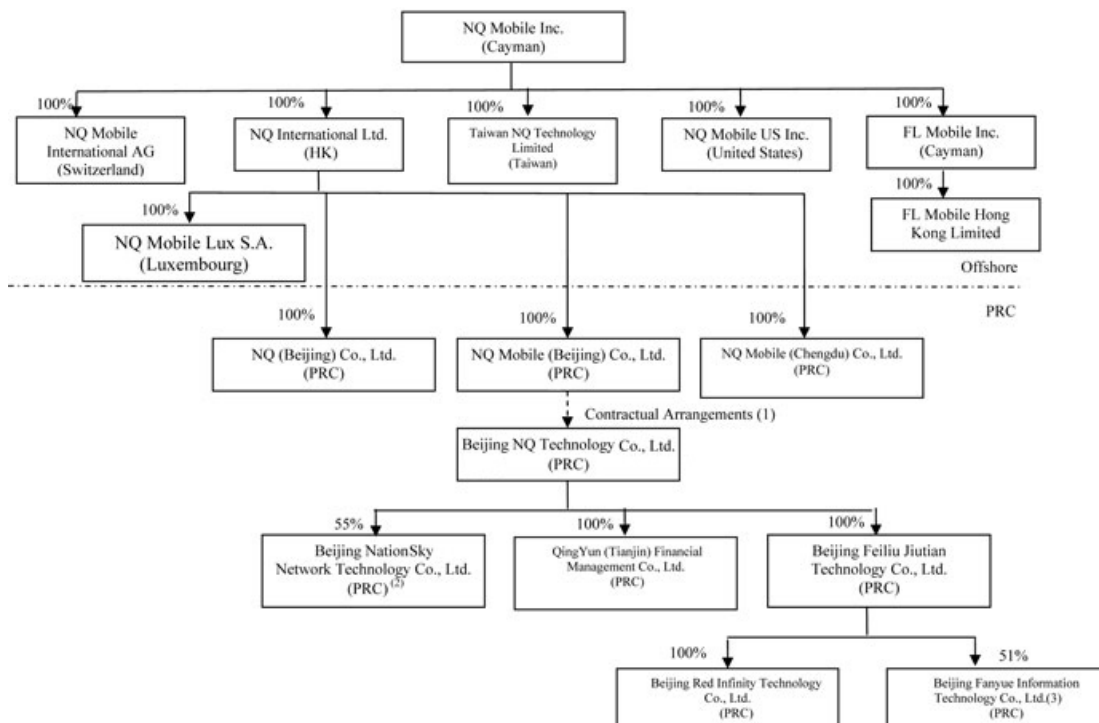 NQ Mobile Inc.
(Cayman)
100%
100%
100%
100%
100%
NQ Mobile
International AG
(Switzerland)
NQ International Ltd.
(HK)
Taiwan NQ Technology
Limited
(Taiwan)
NQ Mobile US Inc.
(United States)
FL Mobile Inc.
(Cayman)
100%
100%
NQ Mobile Lux S.A.
(Luxembourg)
FL Mobile Hong
Kong Limited
Offshore
PRC
100%
100%
100%
NQ (Beijing) Co., Ltd.
(PRC)
NQ Mobile (Beijing) Co., Ltd.
(PRC)
NQ Mobile (Chengdu) Co., Ltd.
(PRC)
Contractual Arrangements (1)
Beijing NQ Technology Co., Ltd.
(PRC)
55%
100%
100%
Beijing NationSky
Network Technology Co., Ltd.
(PRC) (2)
QingYun (Tianjin) Financial
Management Co., Ltd.
(PRC)
Beijing Feiliu Jiutian
Technology Co., Ltd.
(PRC)
100%
51%
Beijing Red Infinity Technology
Co., Ltd.
(PRC)
Beijing Fanyue Information
Technology Co., Ltd.(3)
(PRC)